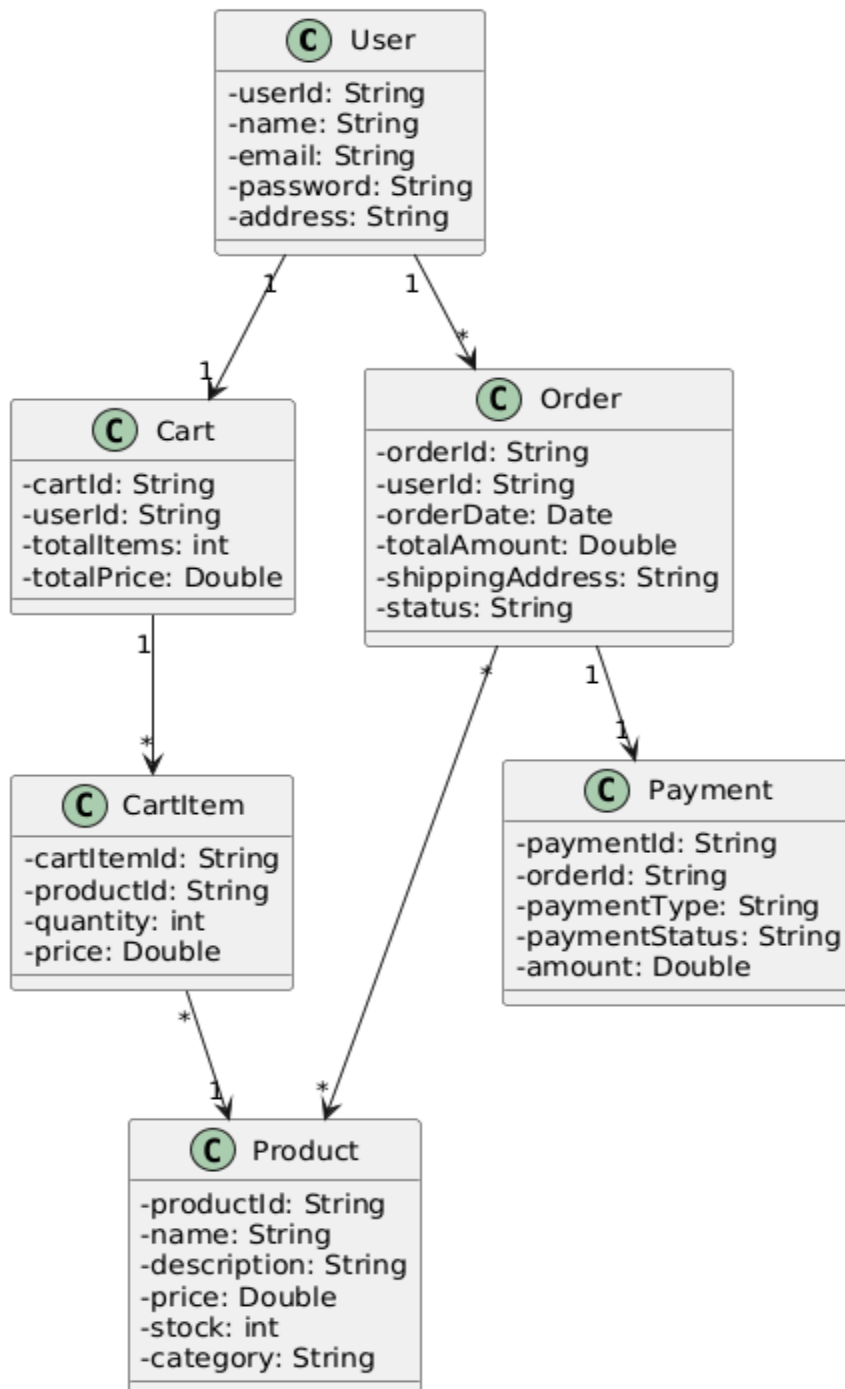 C User
-userId: String
-name: String
-email: String
-password: String
-address: String
1
1
1
*
C Cart
-cartId: String
-userId: String
-totalItems: int
-totalPrice: Double
C Order
-orderId: String
-userId: String
-orderDate: Date
-totalAmount: Double
-shippingAddress: String
-status: String
1
*
*
1
1
C CartItem
-cartItemId: String
-productId: String
-quantity: int
-price: Double
C Payment
-paymentId: String
-orderId: String
-paymentType: String
-paymentStatus: String
-amount: Double
*
1
*
C Product
-productId: String
-name: String
-description: String
-price: Double
-stock: int
-category: String